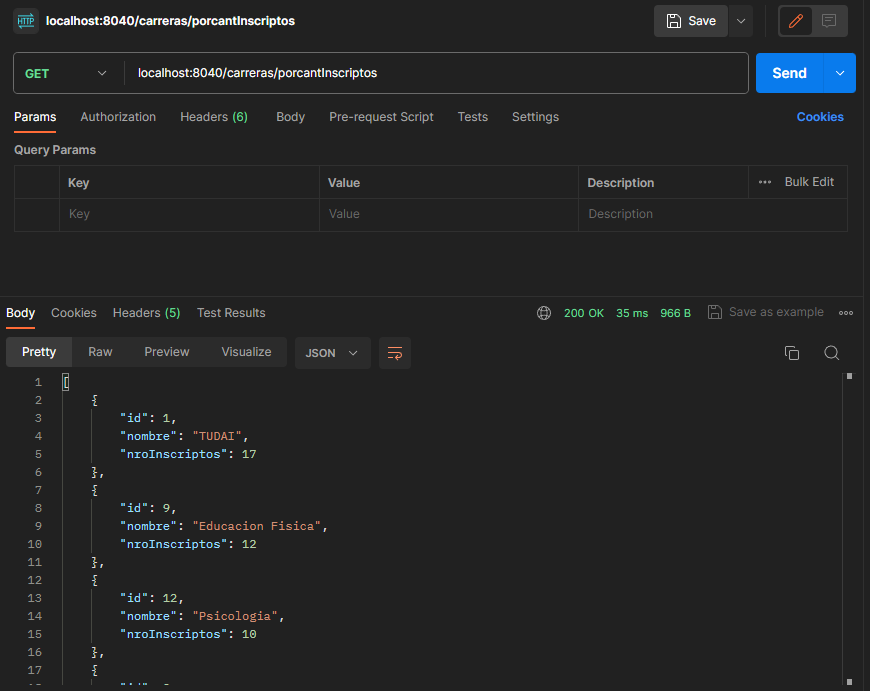 HTTP localhost:8040/carreras/porcantInscriptos Save
GET localhost:8040/carreras/porcantInscriptos Send
Params Authorization Headers (6) Body Pre-request Script Tests Settings Cookies
Query Params
Key Value Description ••• Bulk Edit
Key Value Description
Body Cookies Headers (5) Test Results 200 OK 35 ms 966 B Save as example
Pretty Raw Preview Visualize JSON
1 [
2 {
3 "id": 1,
4 "nombre": "TUDAI",
5 "nroInscriptos": 17
6 },
7 {
8 "id": 9,
9 "nombre": "Educacion Fisica",
10 "nroInscriptos": 12
11 },
12 {
13 "id": 12,
14 "nombre": "Psicologia",
15 "nroInscriptos": 10
16 },
17 {